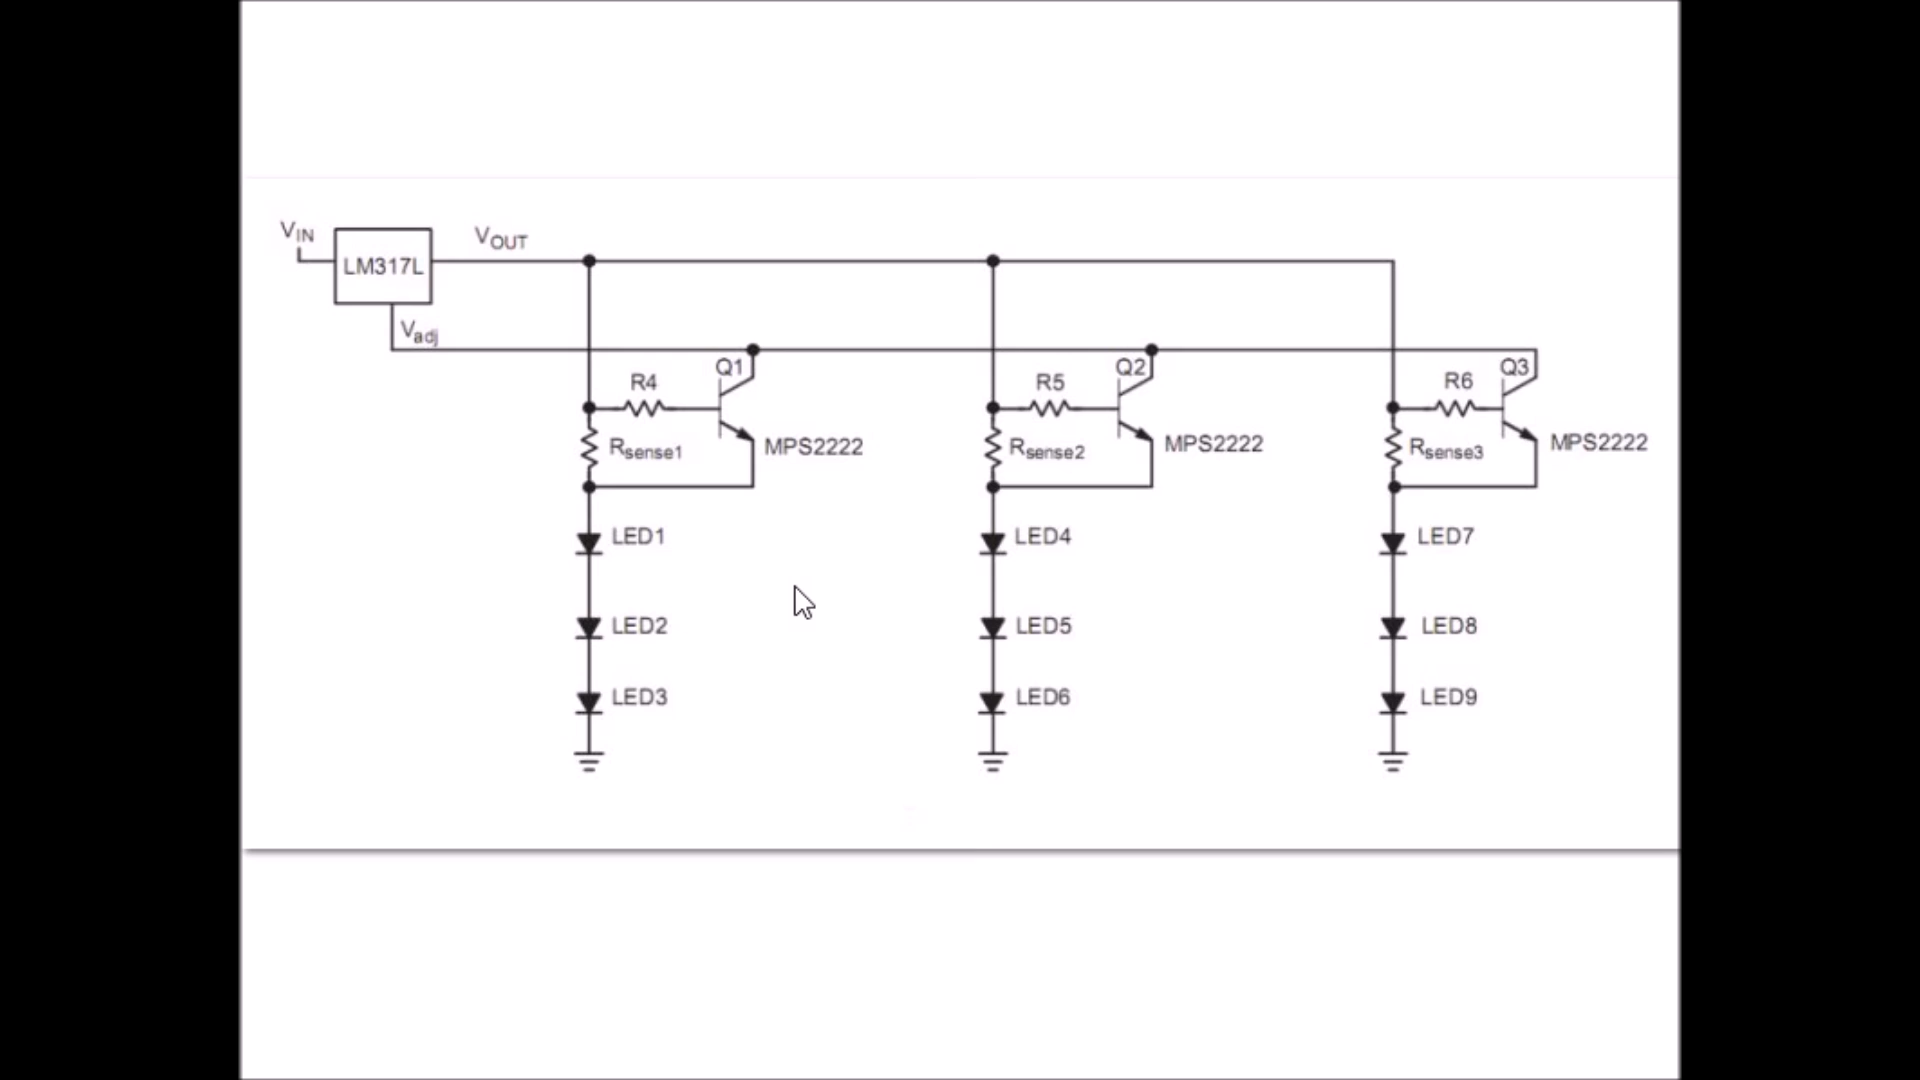 VIN
LM317L
VOUT
Vadj
R4
Q1
Rsense1
MPS2222
LED1
LED2
LED3
R5
Q2
Rsense2
MPS2222
LED4
LED5
LED6
R6
Q3
Rsense3
MPS2222
LED7
LED8
LED9